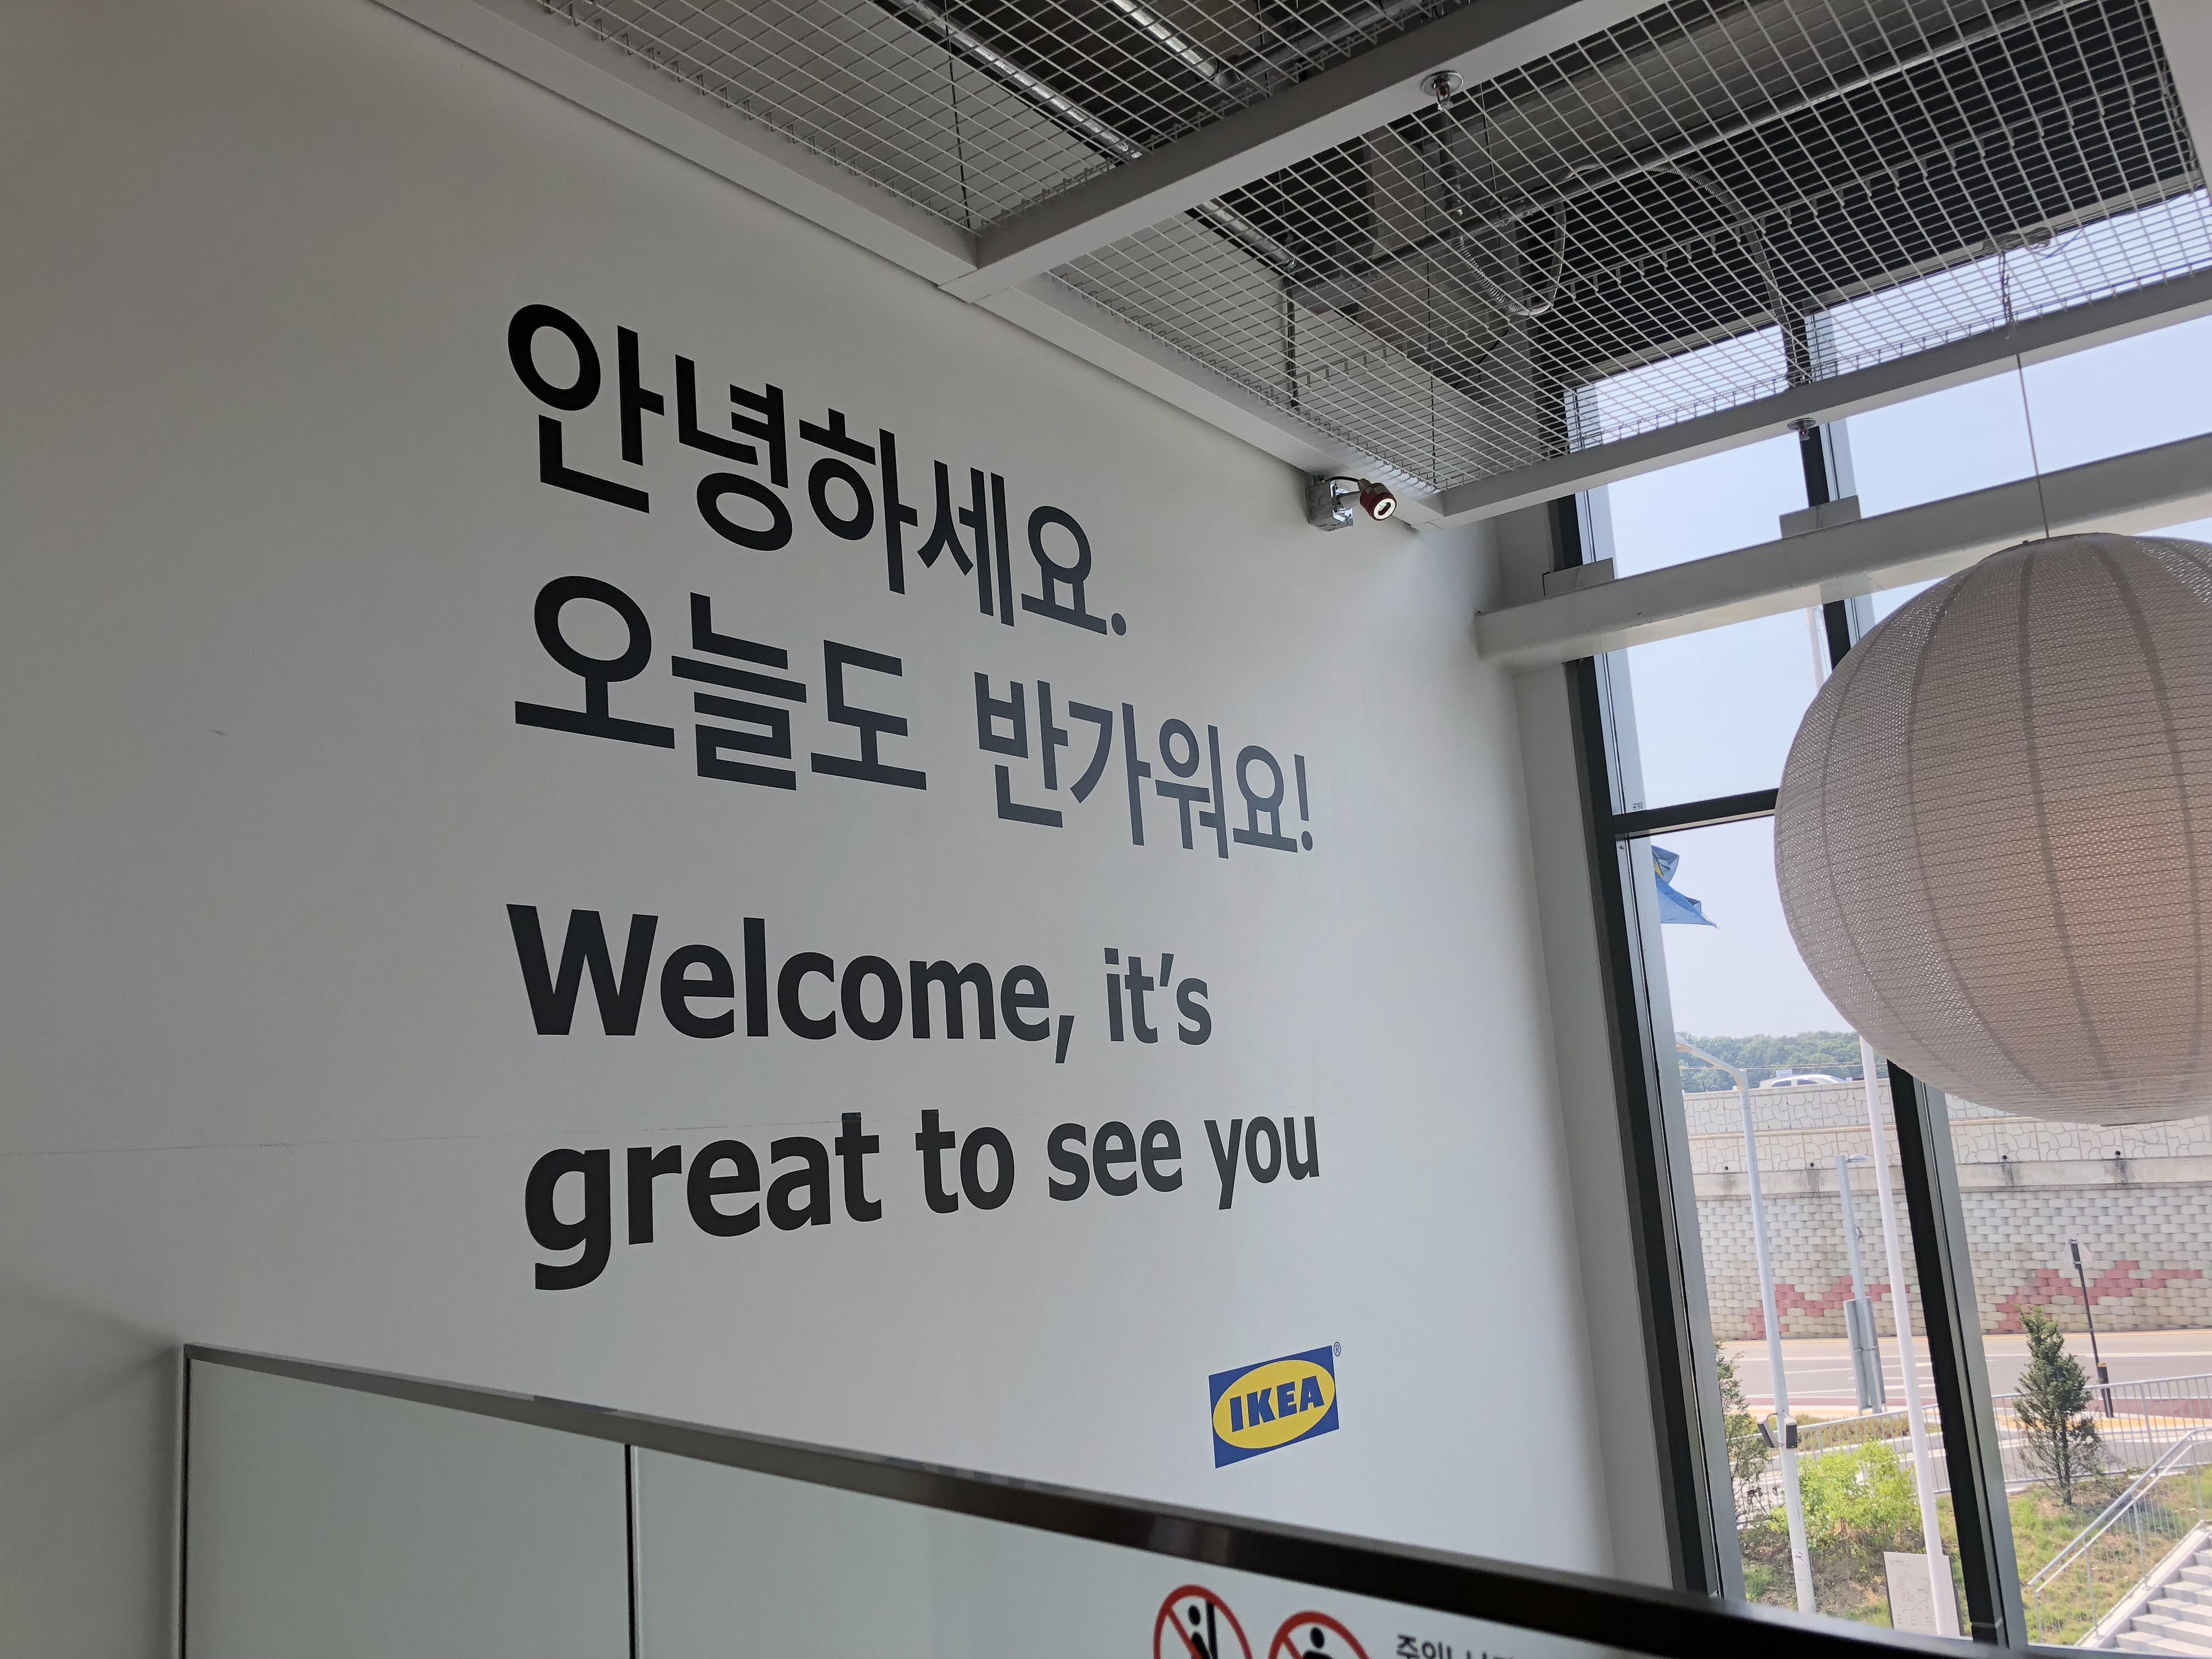 안녕하세요.
오늘도 반가워요!
Welcome, it's
great to see you
IKEA®